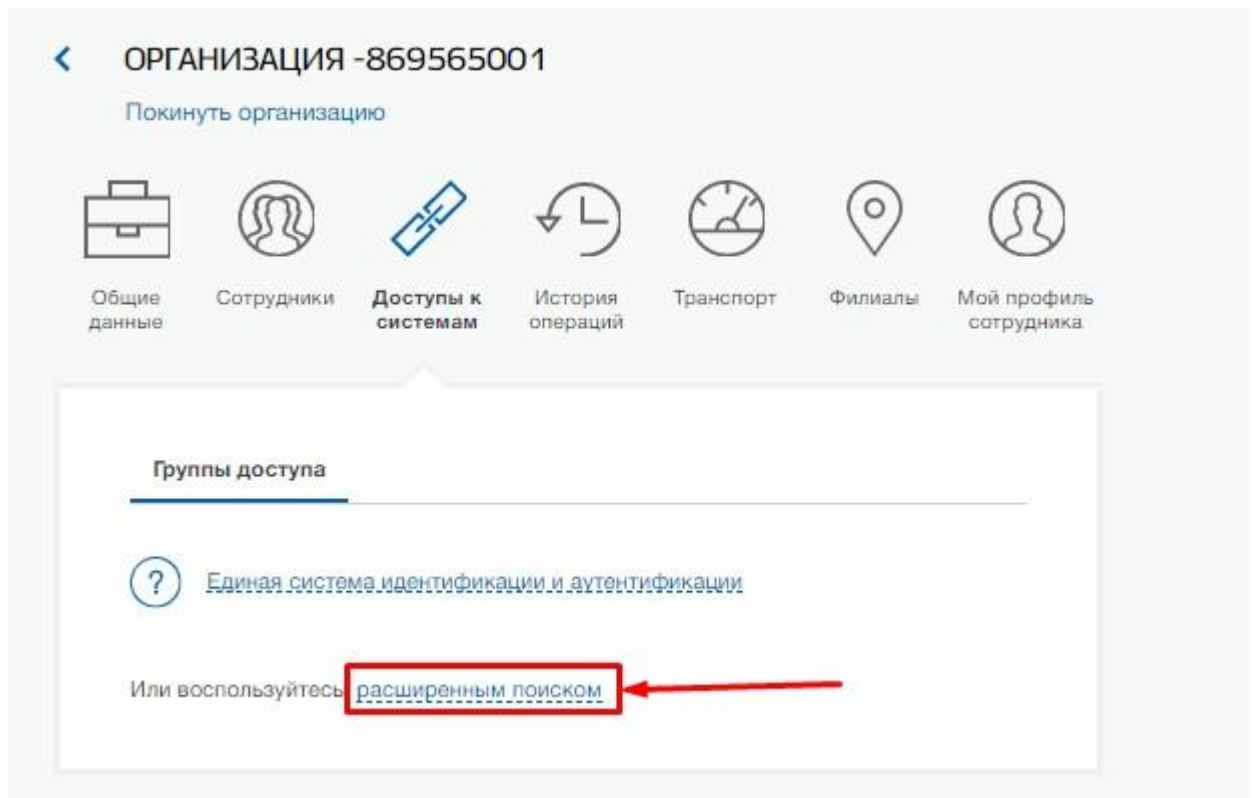 ОРГАНИЗАЦИЯ -869565001
Покинуть организацию
Общие данные
Сотрудники
Доступы к системам
История операций
Транспорт
Филиалы
Мой профиль сотрудника
Группы доступа
? Единая система идентификации и аутентификации
Или воспользуйтесь расширенным поиском